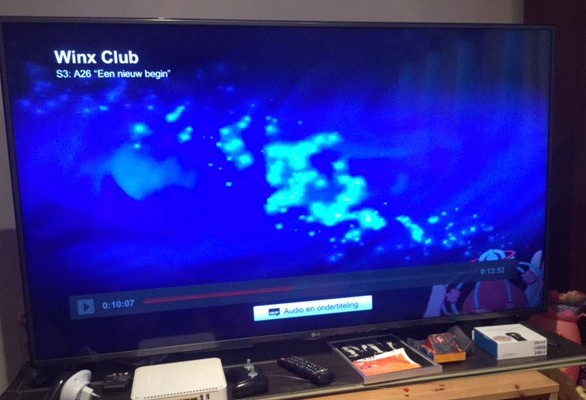 Winx Club
S3: A26 “Een nieuw begin”
0:13:52
0:10:07
Audio en ondertiteling
LG